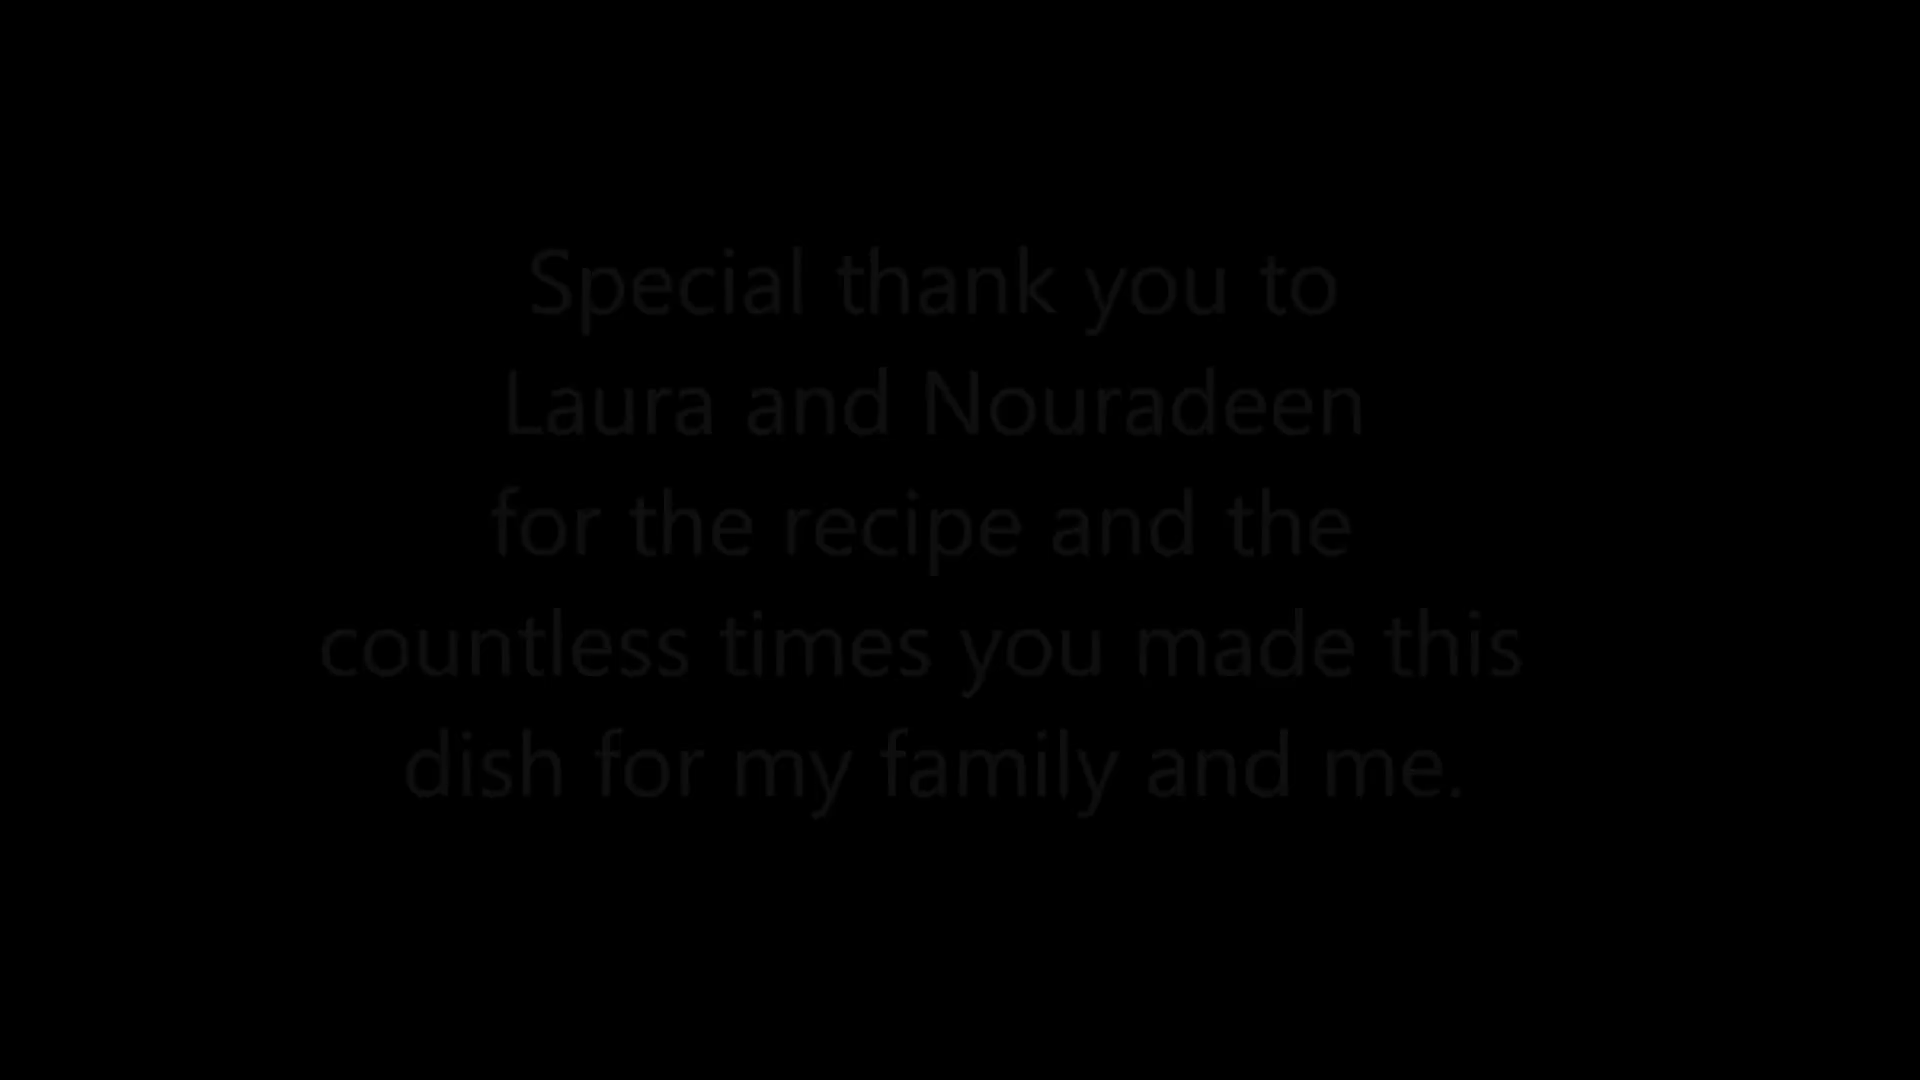 Special thank you to
Laura and Nouradeen
for the recipe and the
countless times you made this
dish for my family and me.